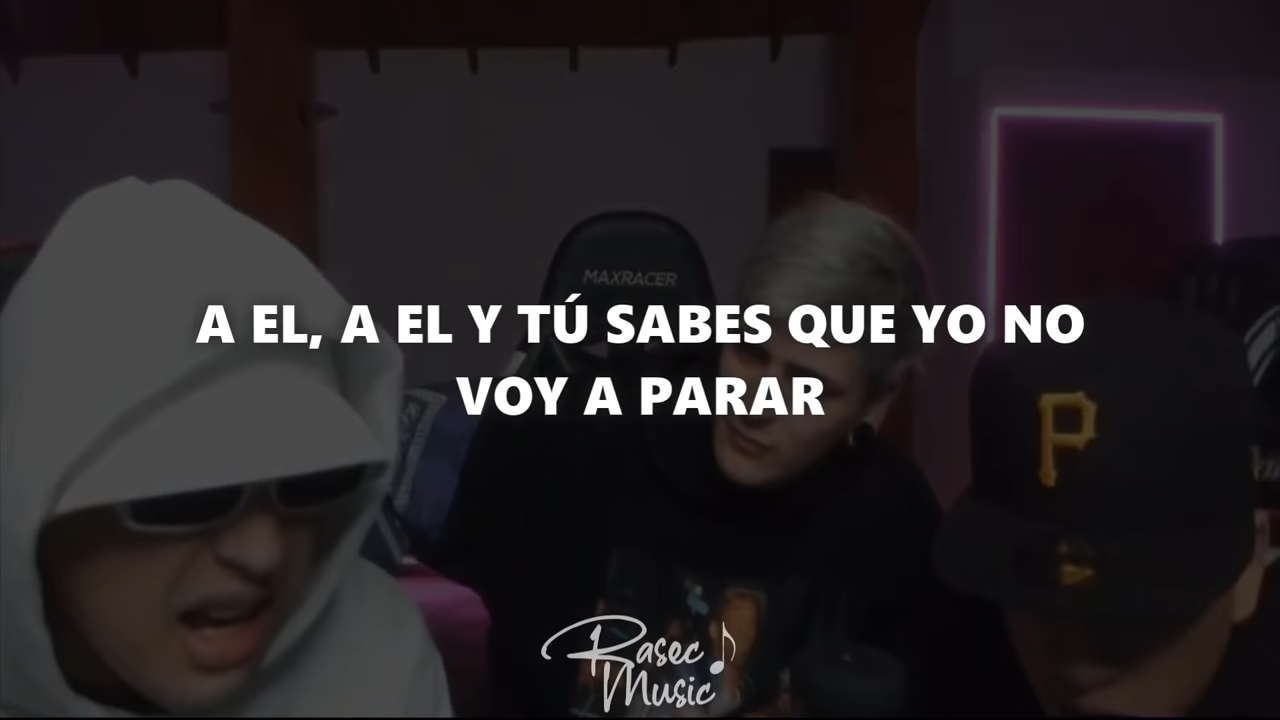 MAXRACER
A EL, A EL Y TÚ SABES QUE YO NO
VOY A PARAR
P
Rasec
Music